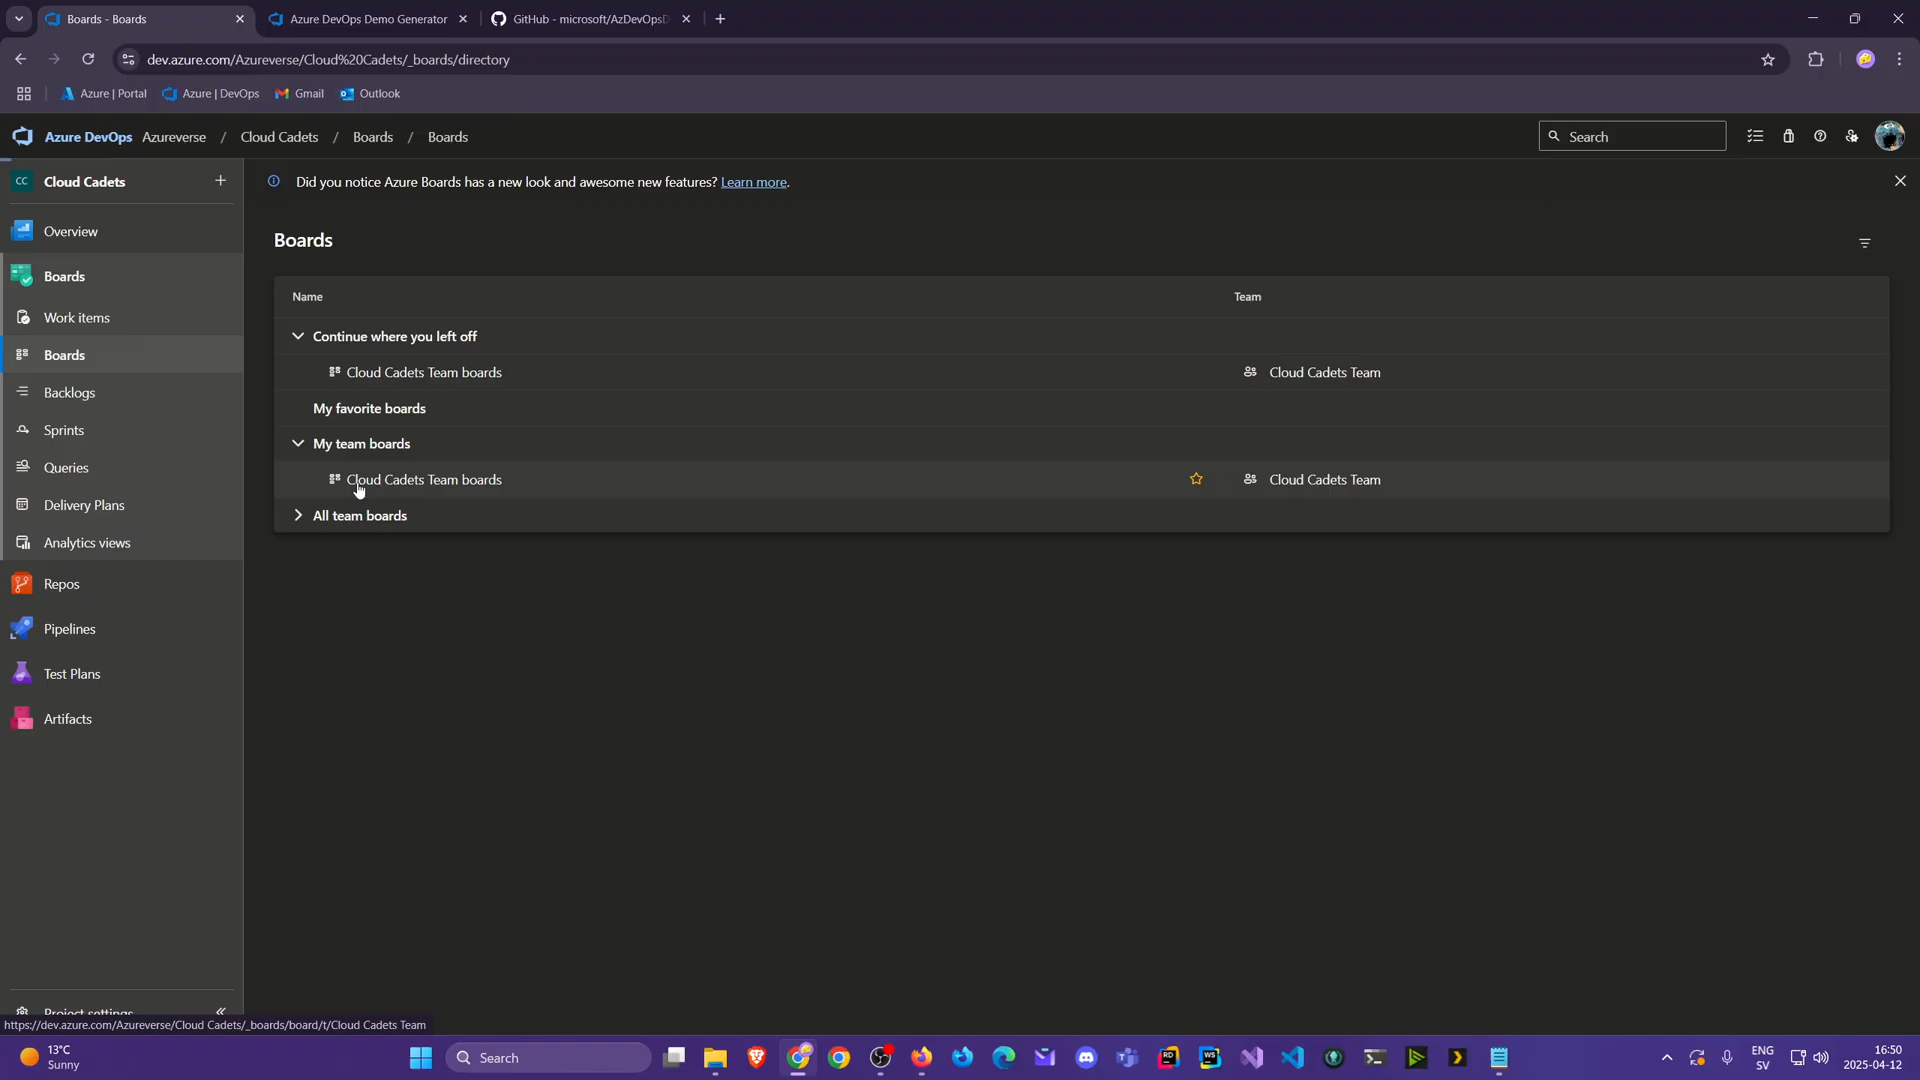 Boards - Boards
Azure DevOps Demo Generator
GitHub - microsoft/AzDevOpsD
dev.azure.com/Azureverse/Cloud%20Cadets/_boards/directory
Azure | Portal
Azure | DevOps
Gmail
Outlook
Azure DevOps Azureverse / Cloud Cadets / Boards / Boards
Search
CC Cloud Cadets
Did you notice Azure Boards has a new look and awesome new features? Learn more.
Overview
Boards
Work items
Boards
Backlogs
Sprints
Queries
Delivery Plans
Analytics views
Repos
Pipelines
Test Plans
Artifacts
Project settings
Boards
Name Team
Continue where you left off
Cloud Cadets Team boards Cloud Cadets Team
My favorite boards
My team boards
Cloud Cadets Team boards Cloud Cadets Team
All team boards
https://dev.azure.com/Azureverse/Cloud Cadets/_boards/board/t/Cloud Cadets Team
13°C
Sunny
Search
RD
WS
ENG
SV
16:50
2025-04-12